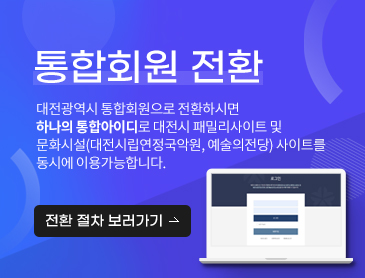 통합회원 전환
대전광역시 통합회원으로 전환하시면
하나의 통합아이디로 대전시 패밀리사이트 및
문화시설(대전시립연정국악원, 예술의전당) 사이트를
동시에 이용가능합니다.
전환 절차 보러가기 →
로그인